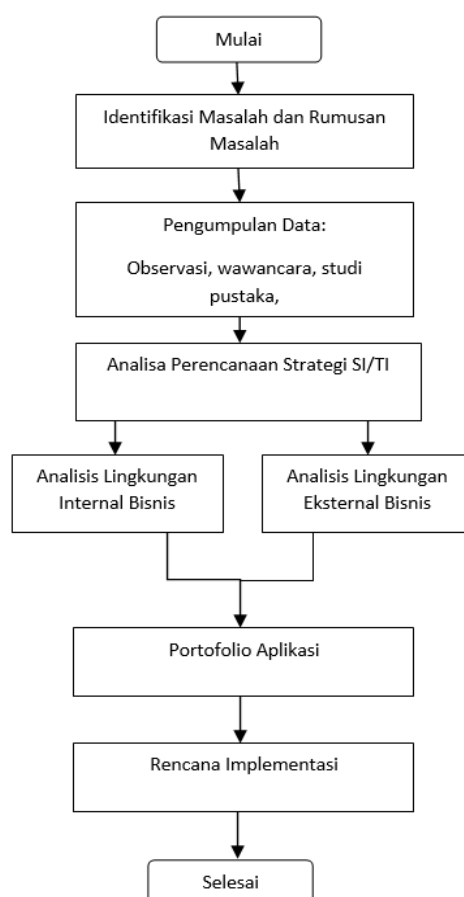 Mulai
Identifikasi Masalah dan Rumusan
Masalah
Pengumpulan Data:
Observasi, wawancara, studi
pustaka,
Analisa Perencanaan Strategi SI/TI
Analisis Lingkungan
Internal Bisnis
Analisis Lingkungan
Eksternal Bisnis
Portofolio Aplikasi
Rencana Implementasi
Selesai